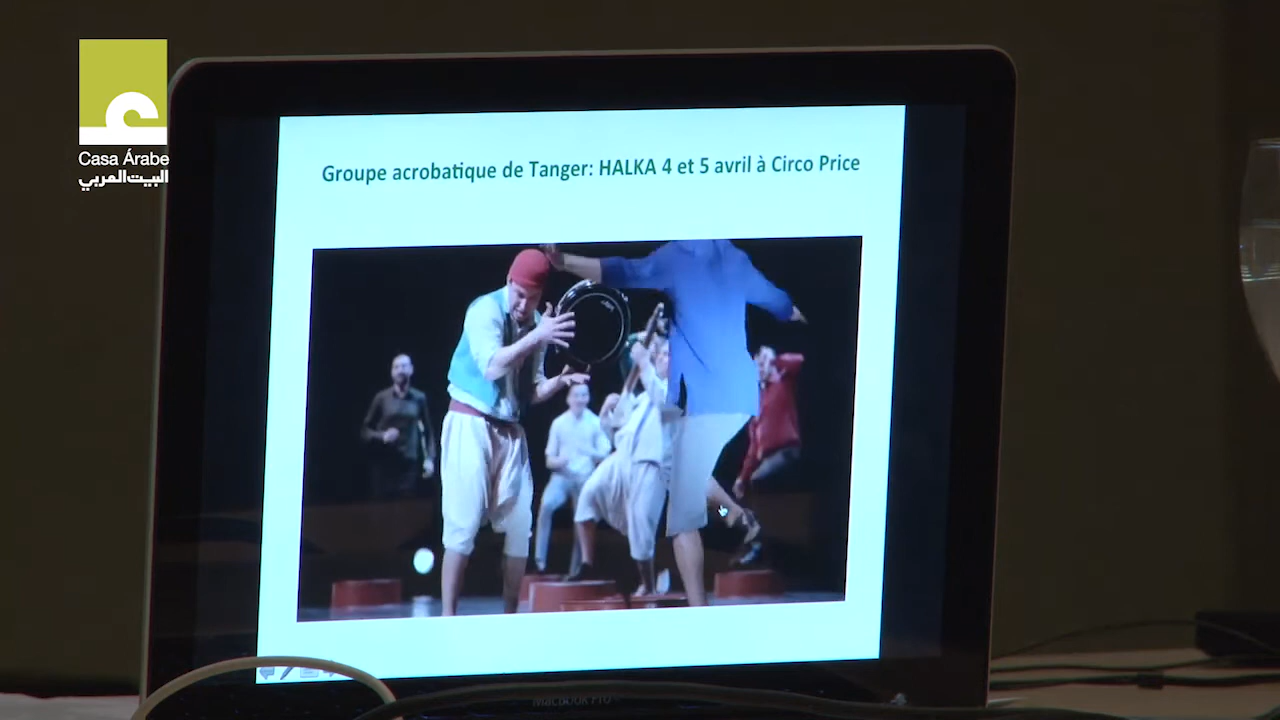 Casa Árabe
البيت العربي
Groupe acrobatique de Tanger: HALKA 4 et 5 avril à Circo Price
MacBook Pro